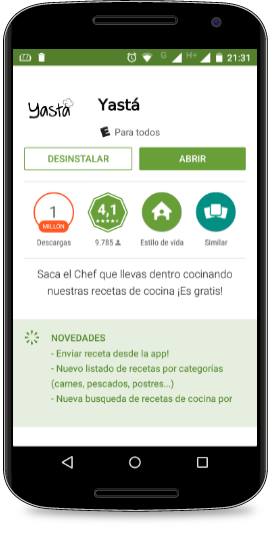 G H+ 21:31
Yastá
Yastá
E Para todos
DESINSTALAR ABRIR
1 MILLÓN
4,1
Descargas 9.785 Estilo de vida Similar
Saca el Chef que llevas dentro cocinando
nuestras recetas de cocina ¡Es gratis!
NOVEDADES
- Enviar receta desde la app!
- Nuevo listado de recetas por categorías
(carnes, pescados, postres...)
- Nueva busqueda de recetas de cocina por